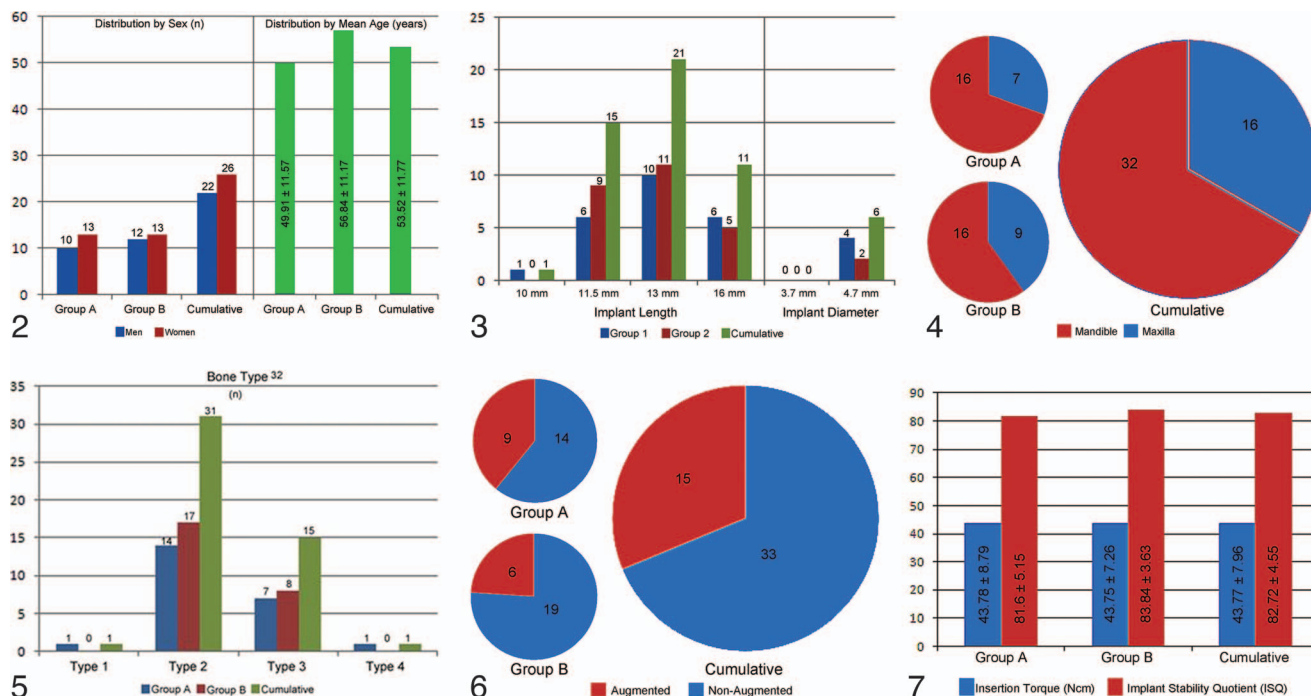 Distribution by Sex (n)
Distribution by Mean Age (years)
60
50
40
30
20
10
0
10
13
12
13
22
26
49.91 ± 11.57
56.84 ± 11.17
53.52 ± 11.77
Group A
Group B
Cumulative
Group A
Group B
Cumulative
Men
Women
2
25
20
15
10
5
0
1
0
1
6
9
15
10
11
21
6
5
11
0 0 0
4
2
6
10 mm
11.5 mm
13 mm
16 mm
3.7 mm
4.7 mm
Implant Length
Implant Diameter
Group 1
Group 2
Cumulative
3
16
7
Group A
16
9
Group B
32
16
Cumulative
Mandible
Maxilla
4
Bone Type 32
(n)
35
30
25
20
15
10
5
0
1
0
1
14
17
31
7
8
15
1
0
1
Type 1
Type 2
Type 3
Type 4
Group A
Group B
Cumulative
5
9
14
Group A
6
19
Group B
15
33
Cumulative
Augmented
Non-Augmented
6
90
80
70
60
50
40
30
20
10
0
43.78 ± 8.79
81.6 ± 5.15
43.75 ± 7.26
83.84 ± 3.63
43.77 ± 7.96
82.72 ± 4.55
Group A
Group B
Cumulative
Insertion Torque (Ncm)
Implant Stability Quotient (ISQ)
7